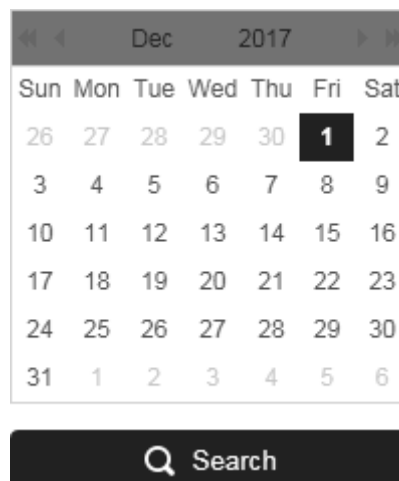 Dec 2017
Sun Mon Tue Wed Thu Fri Sat
26 27 28 29 30 1 2
3 4 5 6 7 8 9
10 11 12 13 14 15 16
17 18 19 20 21 22 23
24 25 26 27 28 29 30
31 1 2 3 4 5 6
Search